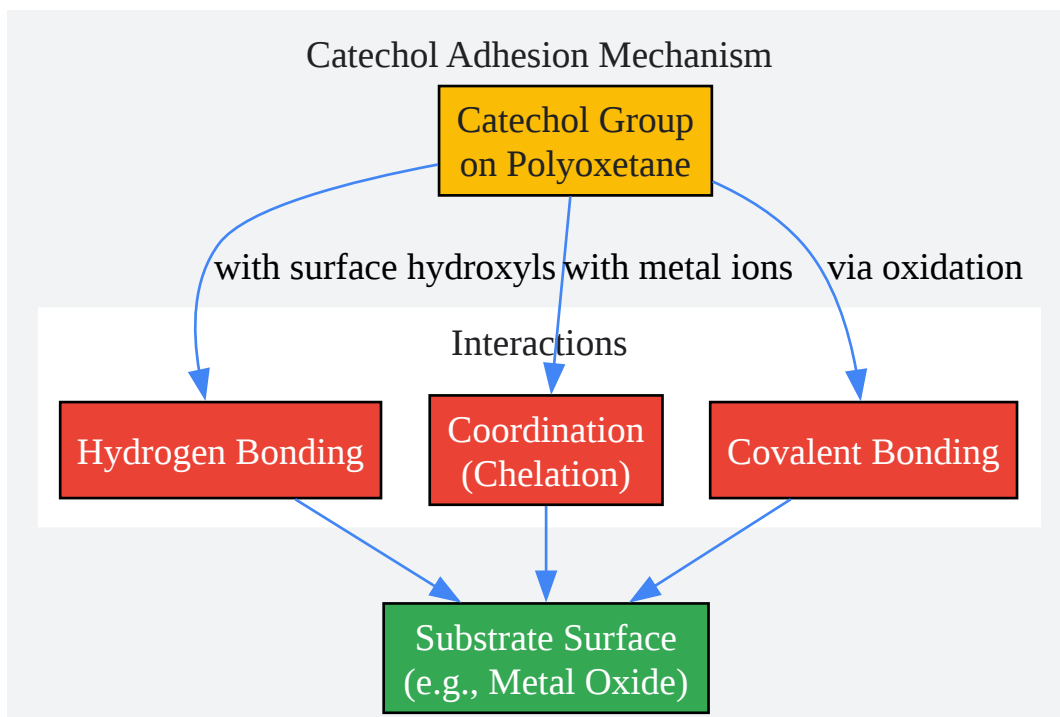 Catechol Adhesion Mechanism
Catechol Group
on Polyoxetane
with surface hydroxyls
with metal ions
via oxidation
Interactions
Hydrogen Bonding
Coordination
(Chelation)
Covalent Bonding
Substrate Surface
(e.g., Metal Oxide)